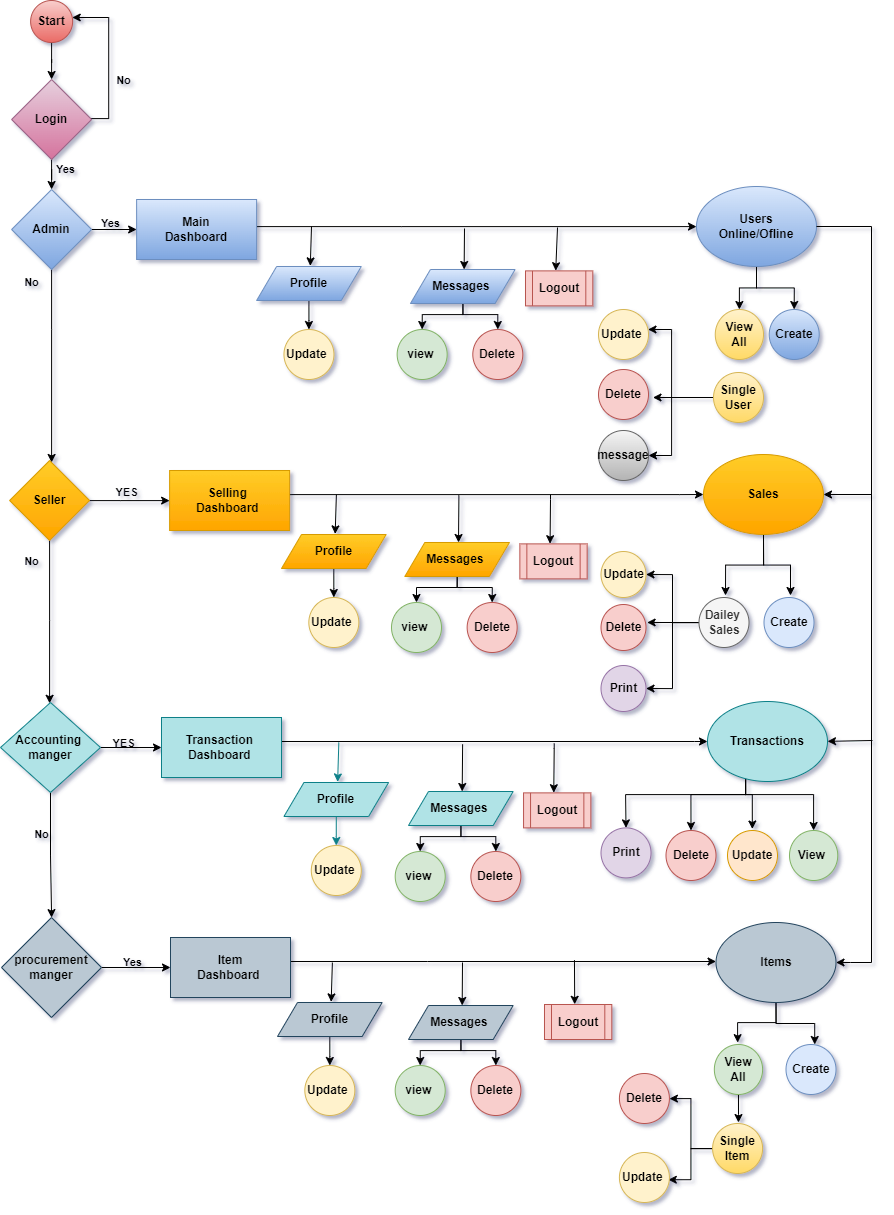 Start
No
Login
Yes
Admin
Yes
Main
Dashboard
Users
Online/Ofline
No
Profile
Messages
Logout
Update
view
Delete
Update
View
All
Create
Delete
Single
User
message
Seller
YES
Selling
Dashboard
Sales
No
Profile
Messages
Logout
Update
Update
view
Delete
Delete
Dailey
Sales
Create
Print
Accounting
manger
YES
Transaction
Dashboard
Transactions
No
Profile
Messages
Logout
Update
view
Delete
Print
Delete
Update
View
procurement
manger
Yes
Item
Dashboard
Items
Profile
Messages
Logout
Update
view
Delete
View
All
Create
Delete
Single
Item
Update